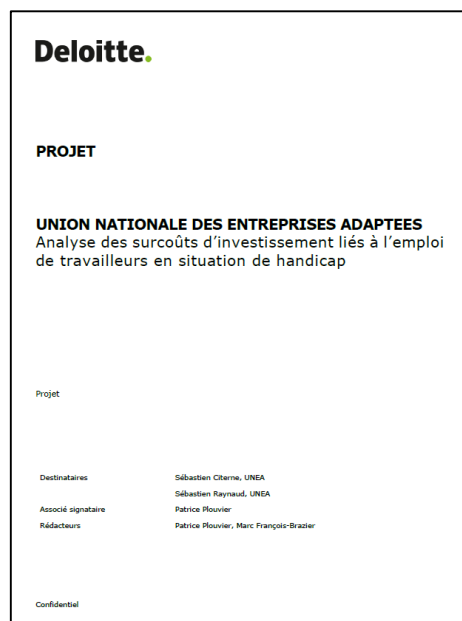 Deloitte.
PROJET
UNION NATIONALE DES ENTREPRISES ADAPTEES
Analyse des surcoûts d'investissement liés à l'emploi
de travailleurs en situation de handicap
Projet
Destinataires Sébastien Citerne, UNEA
Sébastien Raynaud, UNEA
Associé signataire Patrice Plouvier
Rédacteurs Patrice Plouvier, Marc François-Brazier
Confidentiel